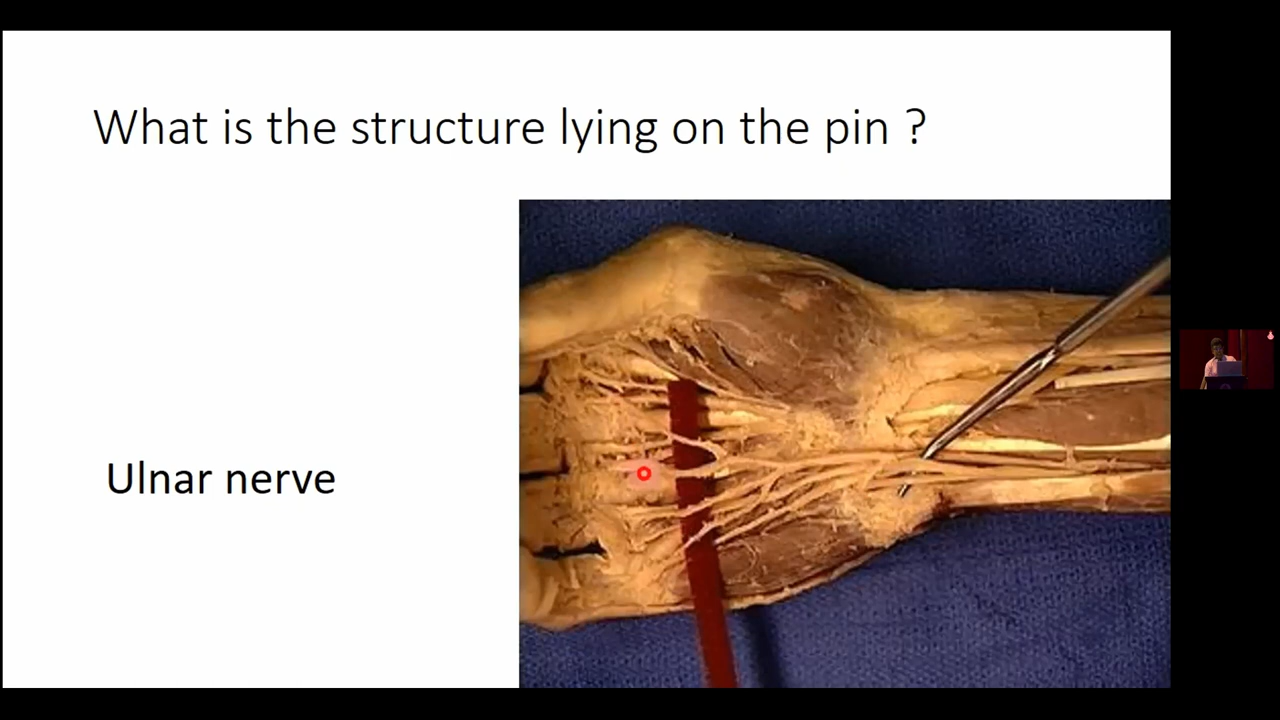 What is the structure lying on the pin ?
Ulnar nerve